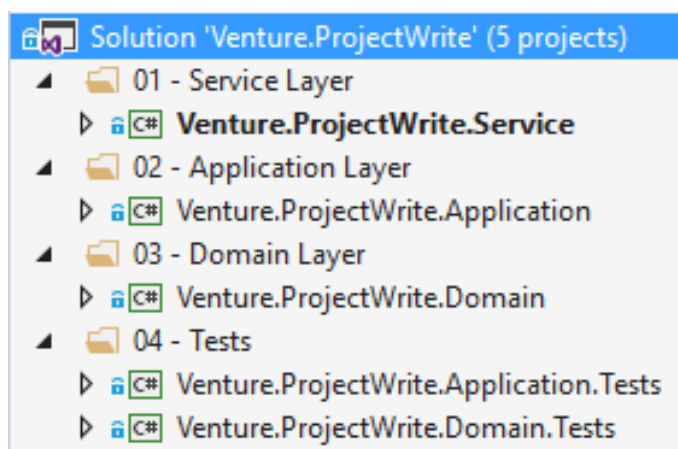 Solution 'Venture.ProjectWrite' (5 projects)
01 - Service Layer
C# Venture.ProjectWrite.Service
02 - Application Layer
C# Venture.ProjectWrite.Application
03 - Domain Layer
C# Venture.ProjectWrite.Domain
04 - Tests
C# Venture.ProjectWrite.Application.Tests
C# Venture.ProjectWrite.Domain.Tests